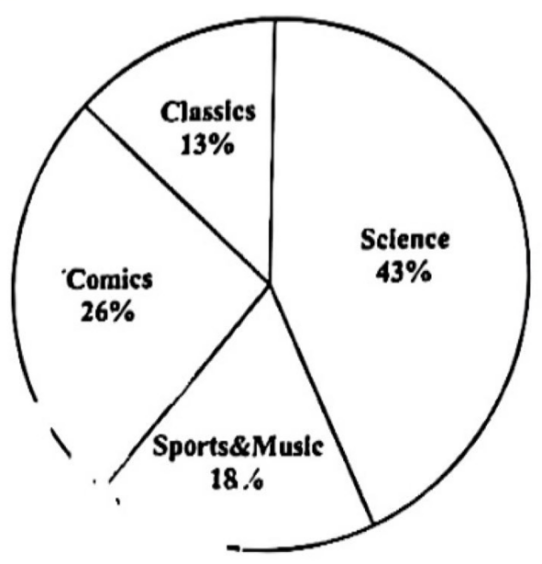 Classics
13%
Science
43%
Comics
26%
Sports&Music
18%